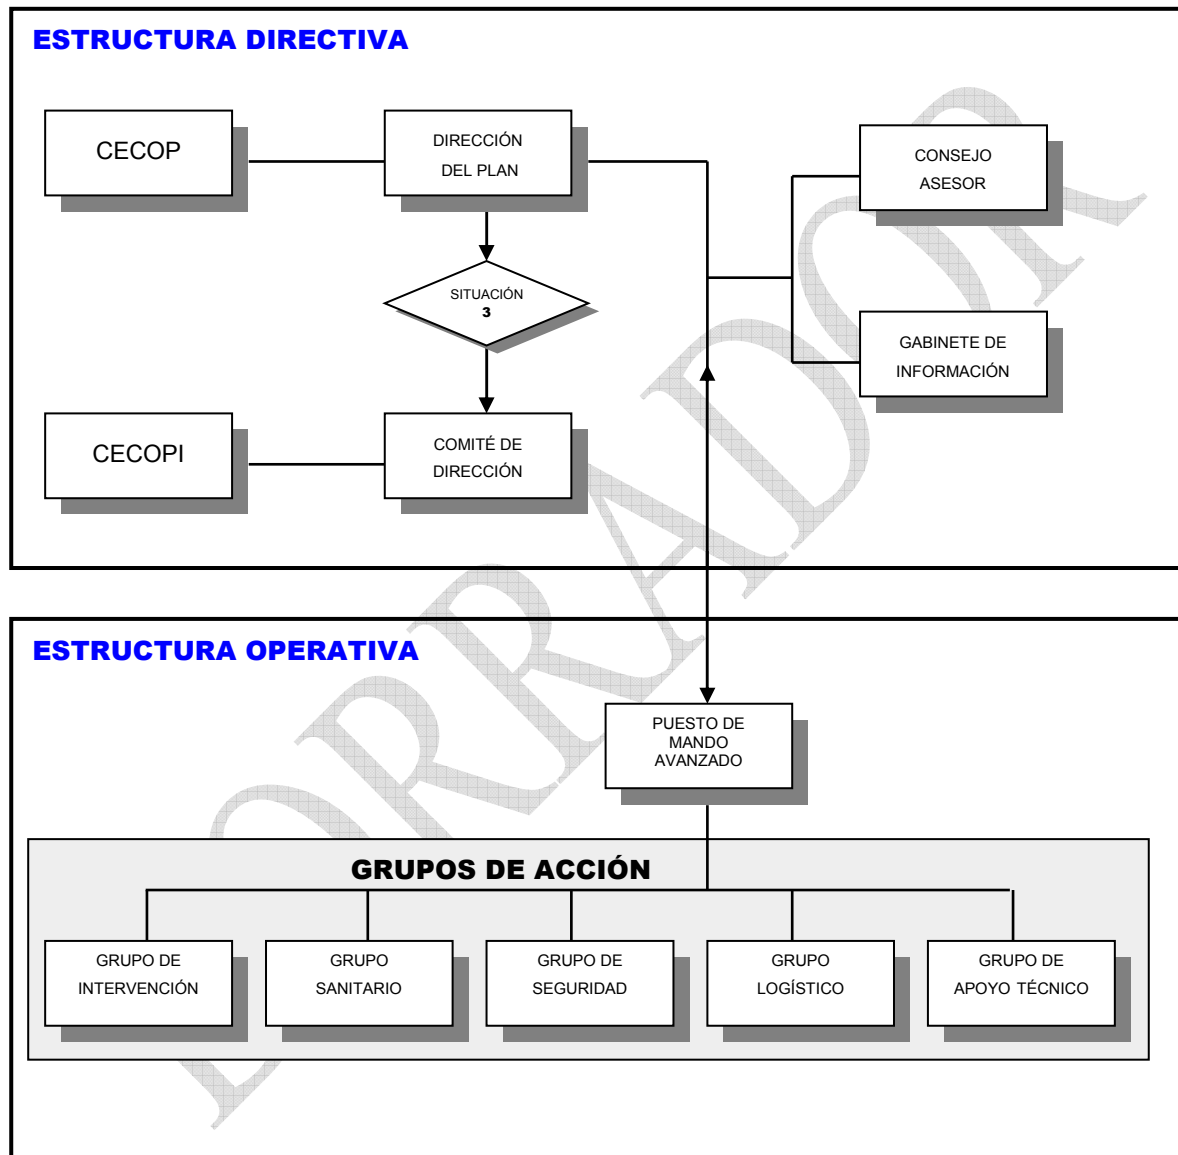 ESTRUCTURA DIRECTIVA
CECOP
DIRECCIÓN
DEL PLAN
CONSEJO
ASESOR
SITUACIÓN
3
GABINETE DE
INFORMACIÓN
CECOPI
COMITÉ DE
DIRECCIÓN
BORRADOR
ESTRUCTURA OPERATIVA
PUESTO DE
MANDO
AVANZADO
GRUPOS DE ACCIÓN
GRUPO DE
INTERVENCIÓN
GRUPO
SANITARIO
GRUPO DE
SEGURIDAD
GRUPO
LOGÍSTICO
GRUPO DE
APOYO TÉCNICO